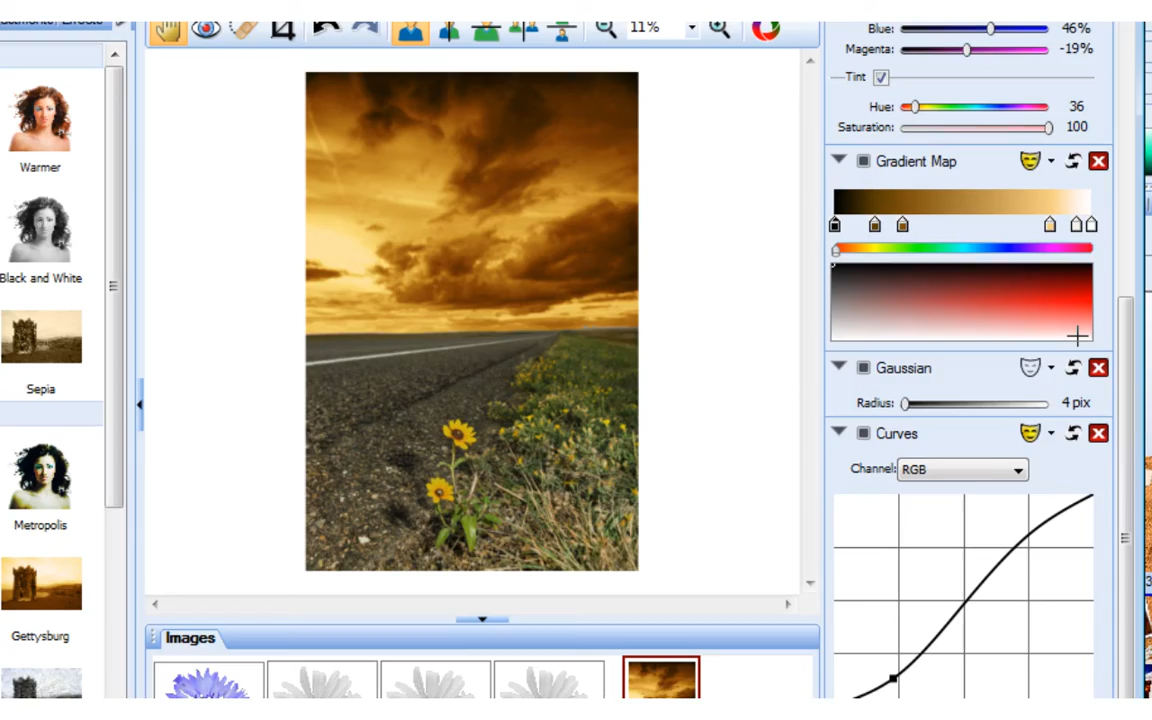 11%
Warmer
Black and White
Sepia
Metropolis
Gettysburg
Images
Blue: 46%
Magenta: -19%
Tint
Hue: 36
Saturation: 100
Gradient Map
Gaussian
Radius: 4 pix
Curves
Channel: RGB